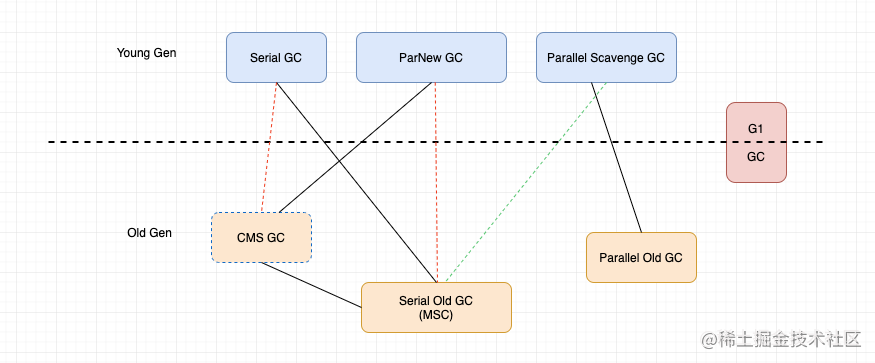 Young Gen
Serial GC
ParNew GC
Parallel Scavenge GC
G1
GC
Old Gen
CMS GC
Parallel Old GC
Serial Old GC
(MSC)
@稀土掘金技术社区